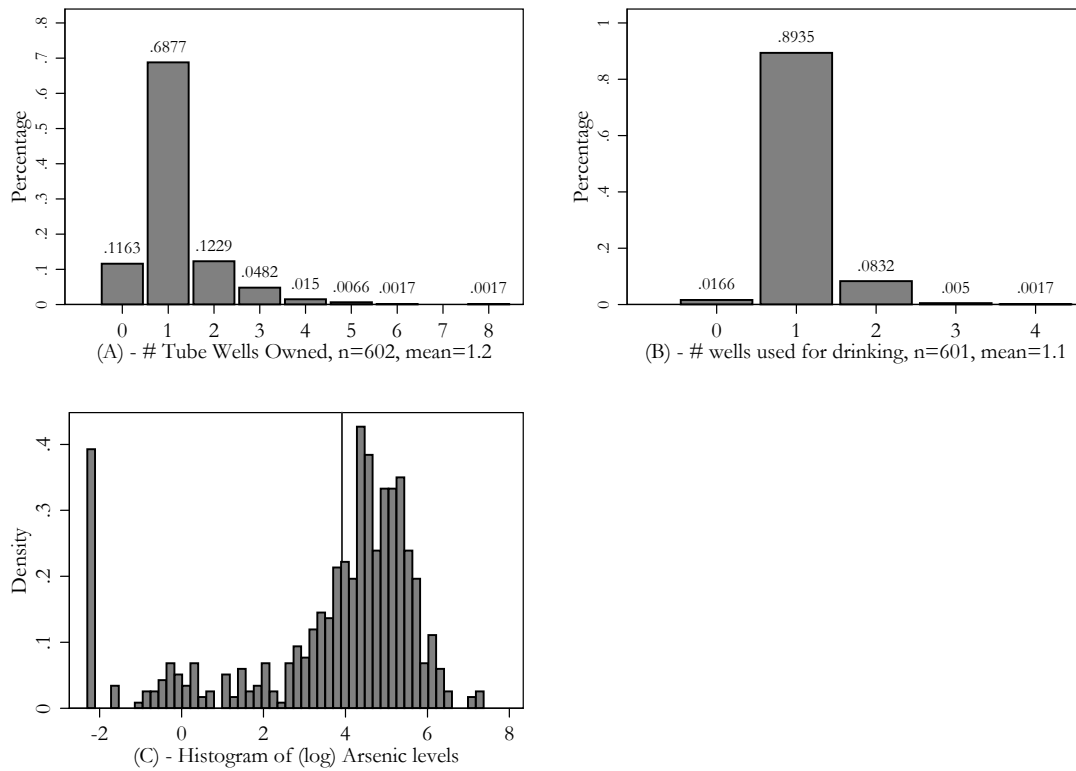 Percentage
0 .1 .2 .3 .4 .5 .6 .7 .8
.1163 .6877 .1229 .0482 .015 .0066 .0017 .0017
0 1 2 3 4 5 6 7 8
(A) - # Tube Wells Owned, n=602, mean=1.2
Percentage
0 .2 .4 .6 .8 1
.0166 .8935 .0832 .005 .0017
0 1 2 3 4
(B) - # wells used for drinking, n=601, mean=1.1
Density
0 .1 .2 .3 .4
-2 0 2 4 6 8
(C) - Histogram of (log) Arsenic levels